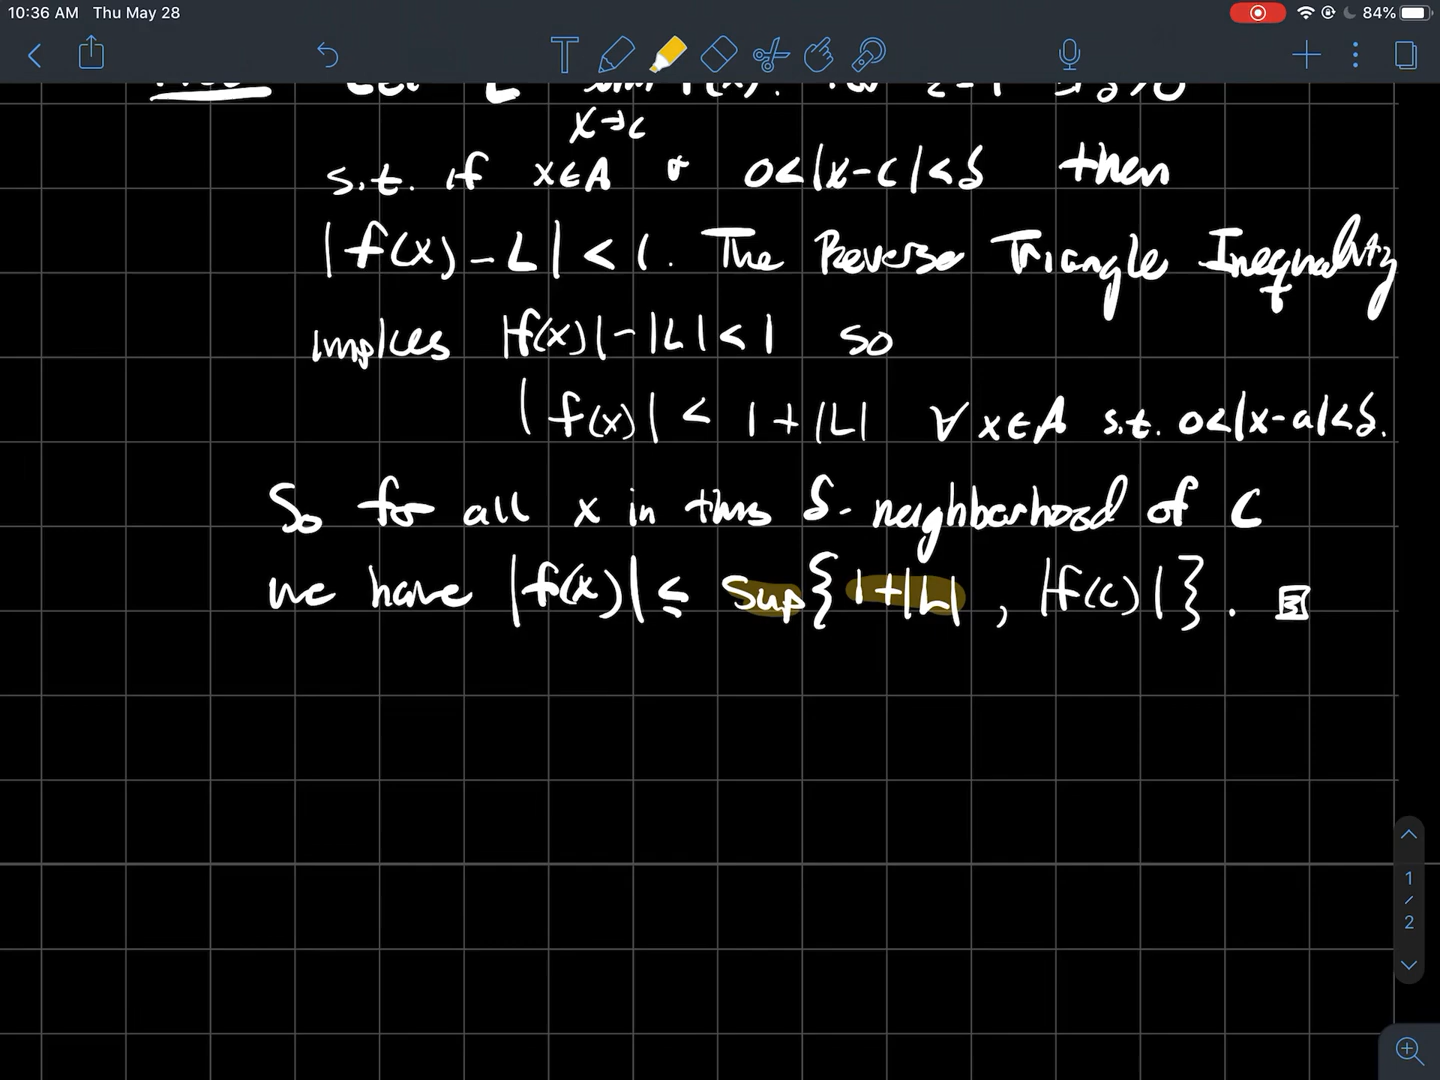 10:36 AM Thu May 28
84%
T
x→c
s.t. if x∈A & 0<|x-c|<δ then
|f(x)-L|<1. The Reverse Triangle Inequality
implies |f(x)|-|L|<1 so
|f(x)| < 1+|L| ∀x∈A s.t. 0<|x-a|<δ.
So for all x in this δ-neighborhood of c
we have |f(x)| ≤ Sup{1+|L|, |f(c)|}.
1
/
2